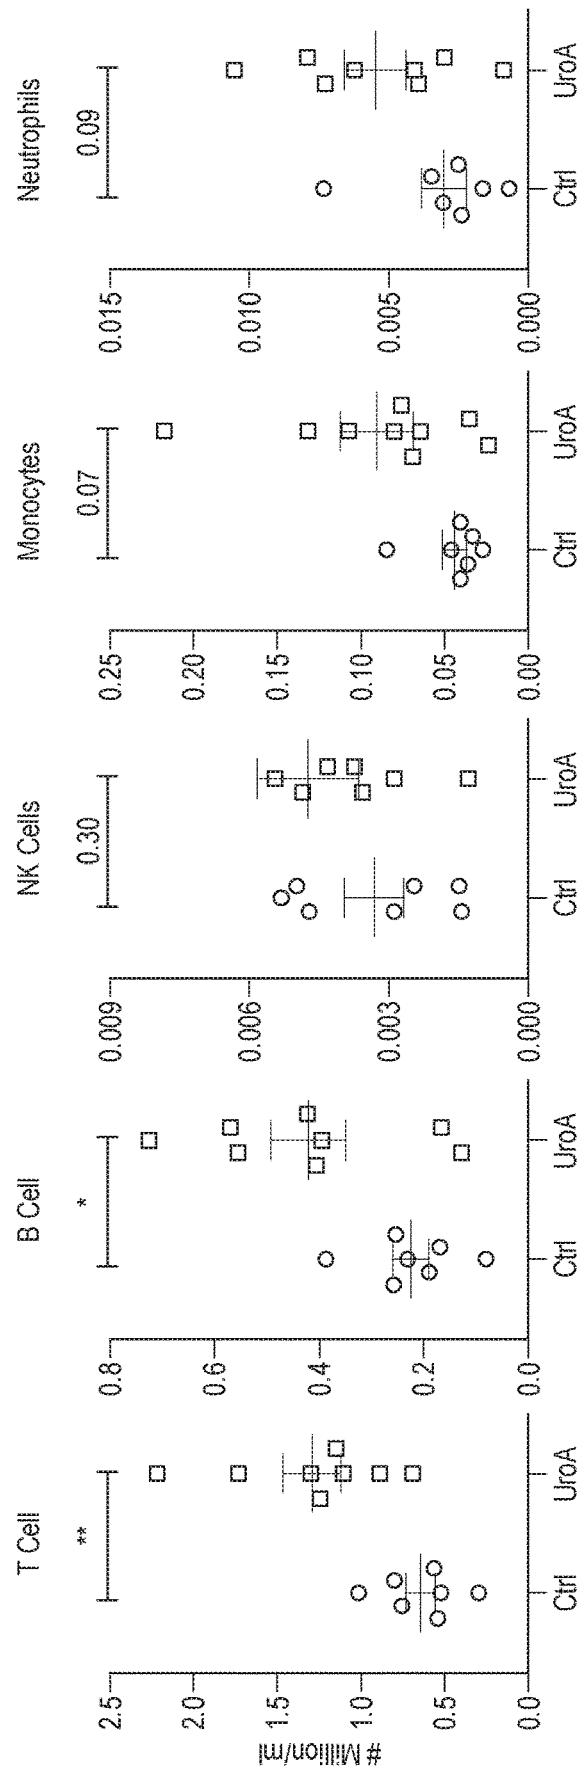 T Cell
**
# Million/ml
2.5
2.0
1.5
1.0
0.5
0.0
Ctrl
UroA
B Cell
*
0.8
0.6
0.4
0.2
0.0
Ctrl
UroA
NK Cells
0.30
0.009
0.006
0.003
0.000
Ctrl
UroA
Monocytes
0.07
0.25
0.20
0.15
0.10
0.05
0.00
Ctrl
UroA
Neutrophils
0.09
0.015
0.010
0.005
0.000
Ctrl
UroA